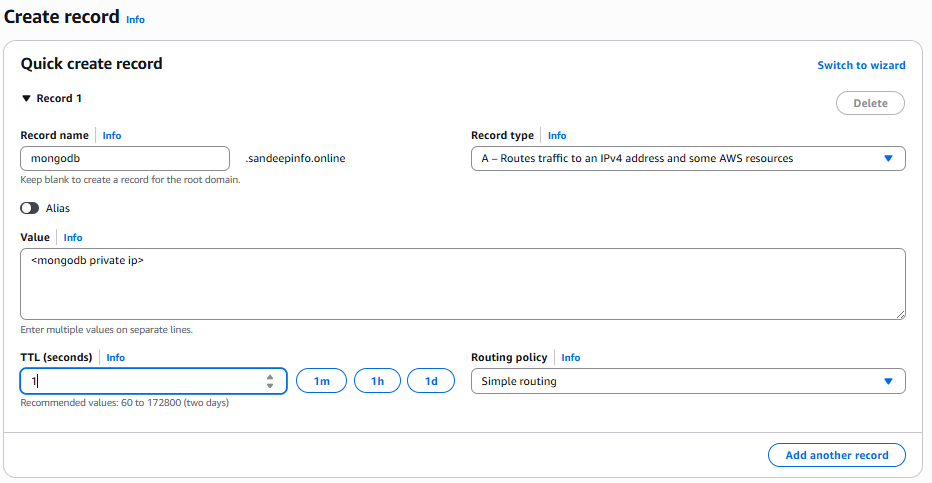 Create record Info
Quick create record
Switch to wizard
▼ Record 1
Delete
Record name Info
Record type Info
mongodb .sandeepinfo.online
A – Routes traffic to an IPv4 address and some AWS resources
Keep blank to create a record for the root domain.
Alias
Value Info
<mongodb private ip>
Enter multiple values on separate lines.
TTL (seconds) Info
Routing policy Info
1
1m
1h
1d
Simple routing
Recommended values: 60 to 172800 (two days)
Add another record